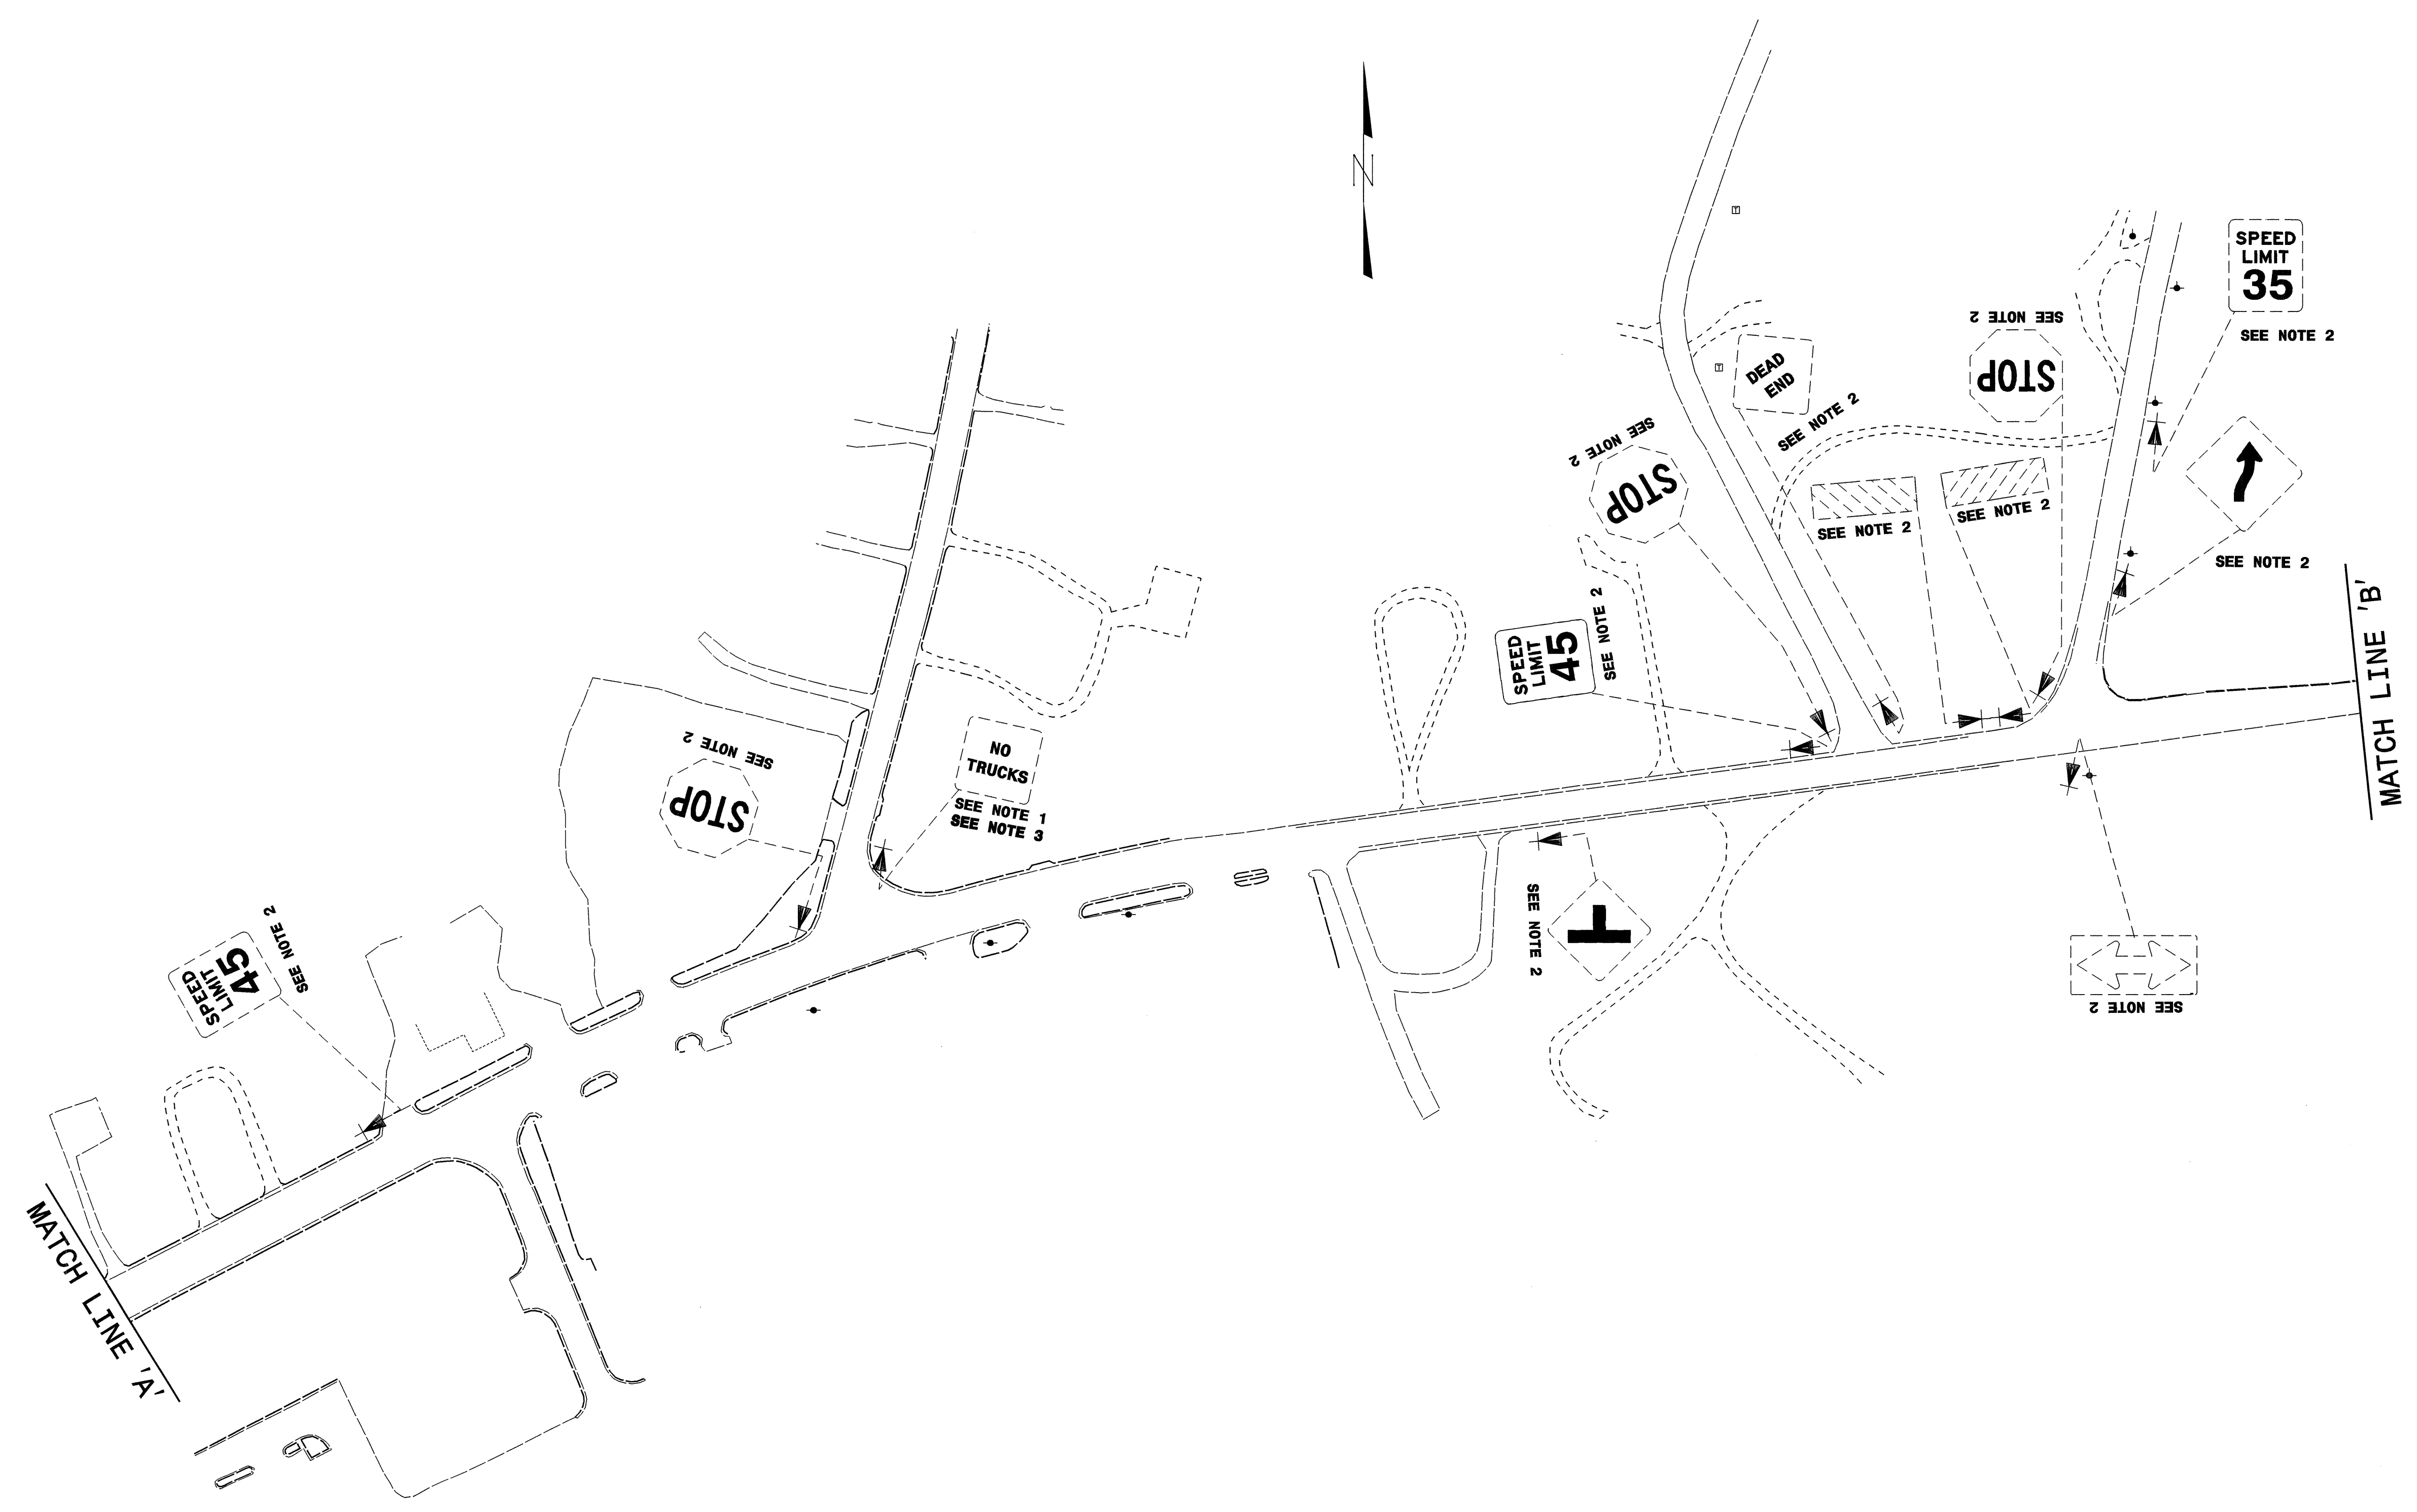 N
SPEED
LIMIT
35
SEE NOTE 2
SEE NOTE 2
STOP
DEAD
END
SEE NOTE 2
SEE NOTE 2
STOP
SEE NOTE 2
SEE NOTE 2
SEE NOTE 2
SPEED
LIMIT
45
SEE NOTE 2
MATCH LINE 'B'
SEE NOTE 2
STOP
NO
TRUCKS
SEE NOTE 1
SEE NOTE 3
SEE NOTE 2
SEE NOTE 2
SPEED
LIMIT
45
SEE NOTE 2
MATCH LINE 'A'
T
T